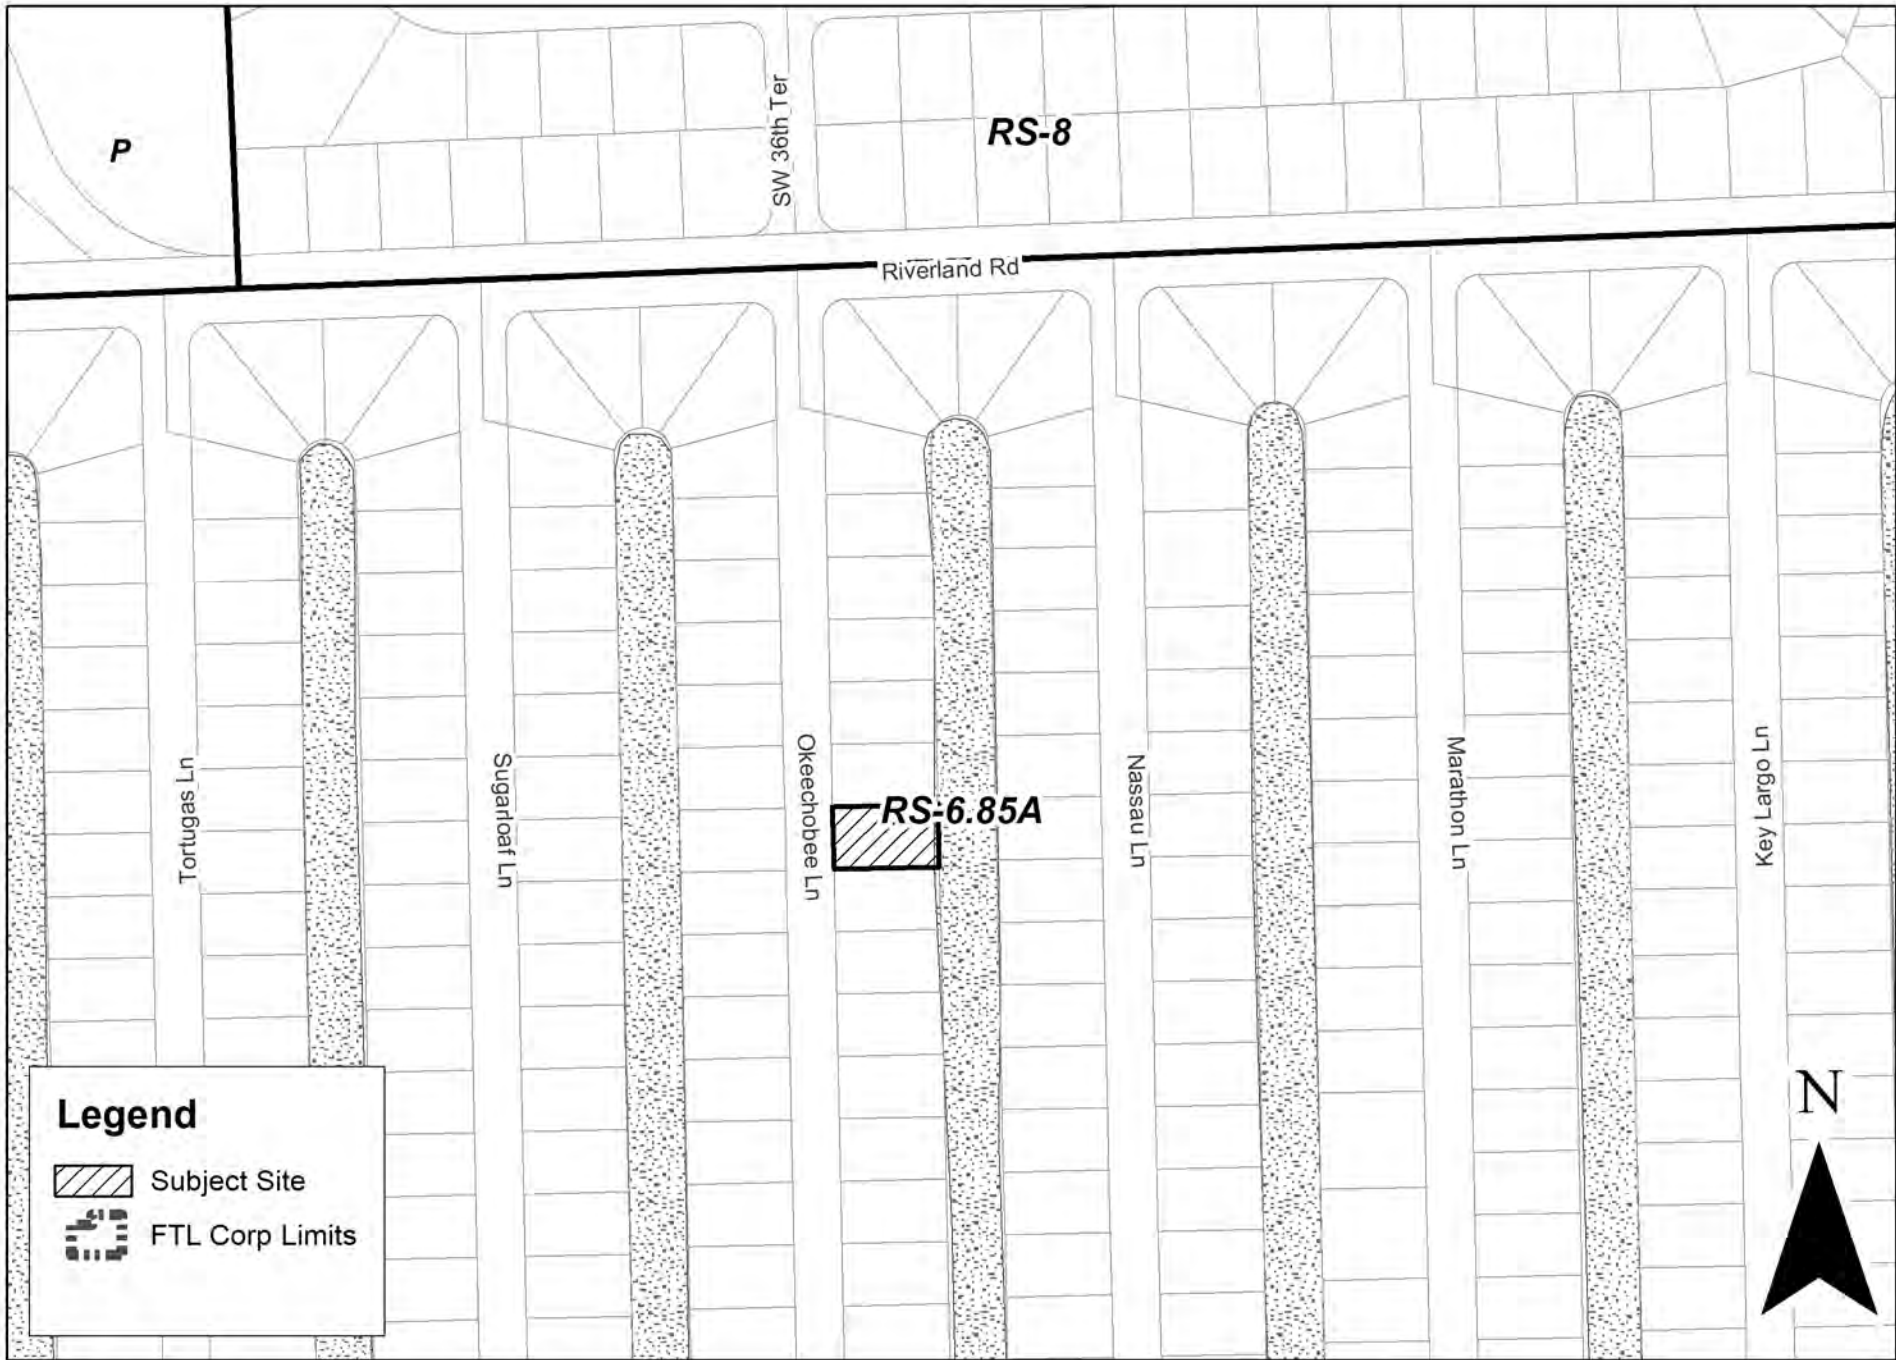 P
SW 36th Ter
RS-8
Riverland Rd
Tortugas Ln
Sugarloaf Ln
Okeechobee Ln
RS-6.85A
Nassau Ln
Marathon Ln
Key Largo Ln
Legend
Subject Site
FTL Corp Limits
N